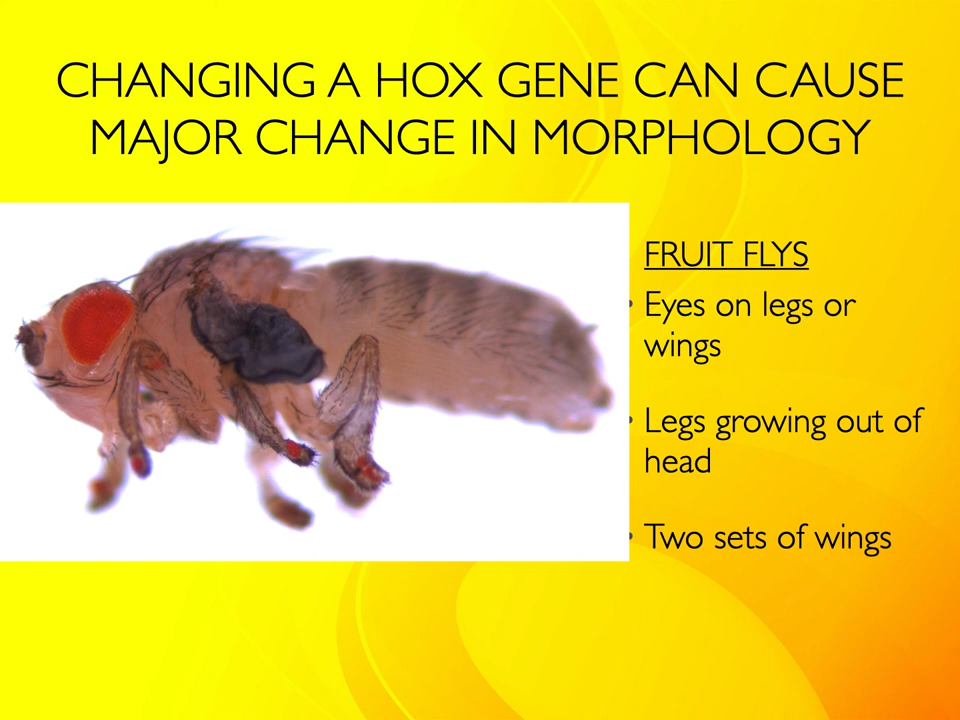 CHANGING A HOX GENE CAN CAUSE
MAJOR CHANGE IN MORPHOLOGY
FRUIT FLYS
• Eyes on legs or
wings
• Legs growing out of
head
• Two sets of wings